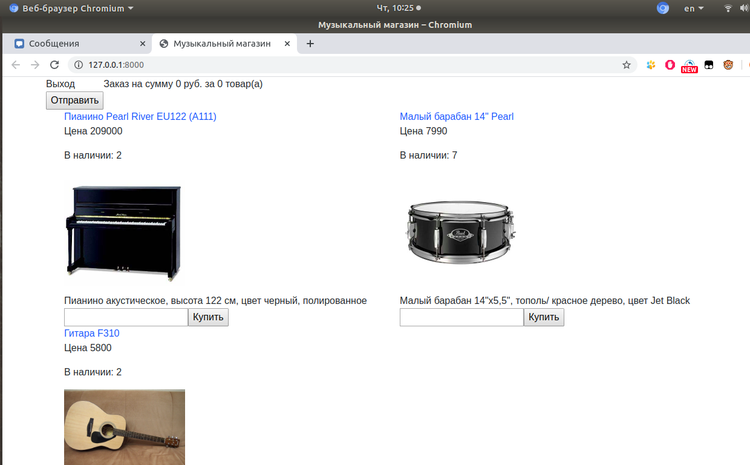 Веб-браузер Chromium
Чт, 10:25
en
Музыкальный магазин – Chromium
Сообщения
Музыкальный магазин
127.0.0.1:8000
NEW
Выход Заказ на сумму 0 руб. за 0 товар(а)
Отправить
Пианино Pearl River EU122 (A111)
Цена 209000
В наличии: 2
Пианино акустическое, высота 122 см, цвет черный, полированное
Купить
Малый барабан 14" Pearl
Цена 7990
В наличии: 7
Pearl
Малый барабан 14"x5,5", тополь/ красное дерево, цвет Jet Black
Купить
Гитара F310
Цена 5800
В наличии: 2